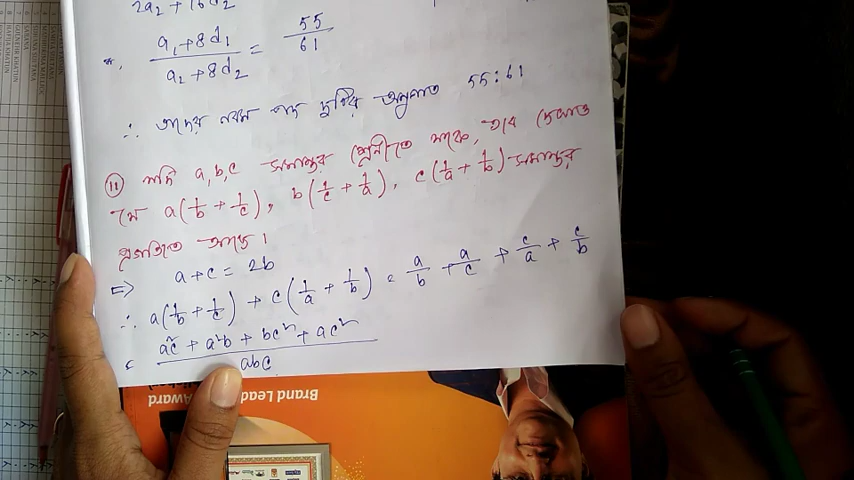 2a₂ + 16d₂
∴ (a₁+8d₁)/(a₂+8d₂) = 55/61
∴ তাদের নবম পদ দুটির অনুপাত 55:61
(11) যদি a,b,c সমান্তর শ্রেণীতে থাকে, তবে দেখাও
যে a(1/b + 1/c), b(1/c + 1/a), c(1/a + 1/b) সমান্তর
প্রগতিতে আছে।
⇒ a+c = 2b
∴ a(1/b + 1/c) + c(1/a + 1/b) = a/b + a/c + c/a + c/b
= (a²c + a²b + bc² + ac²)/abc
Brand Lead
Award